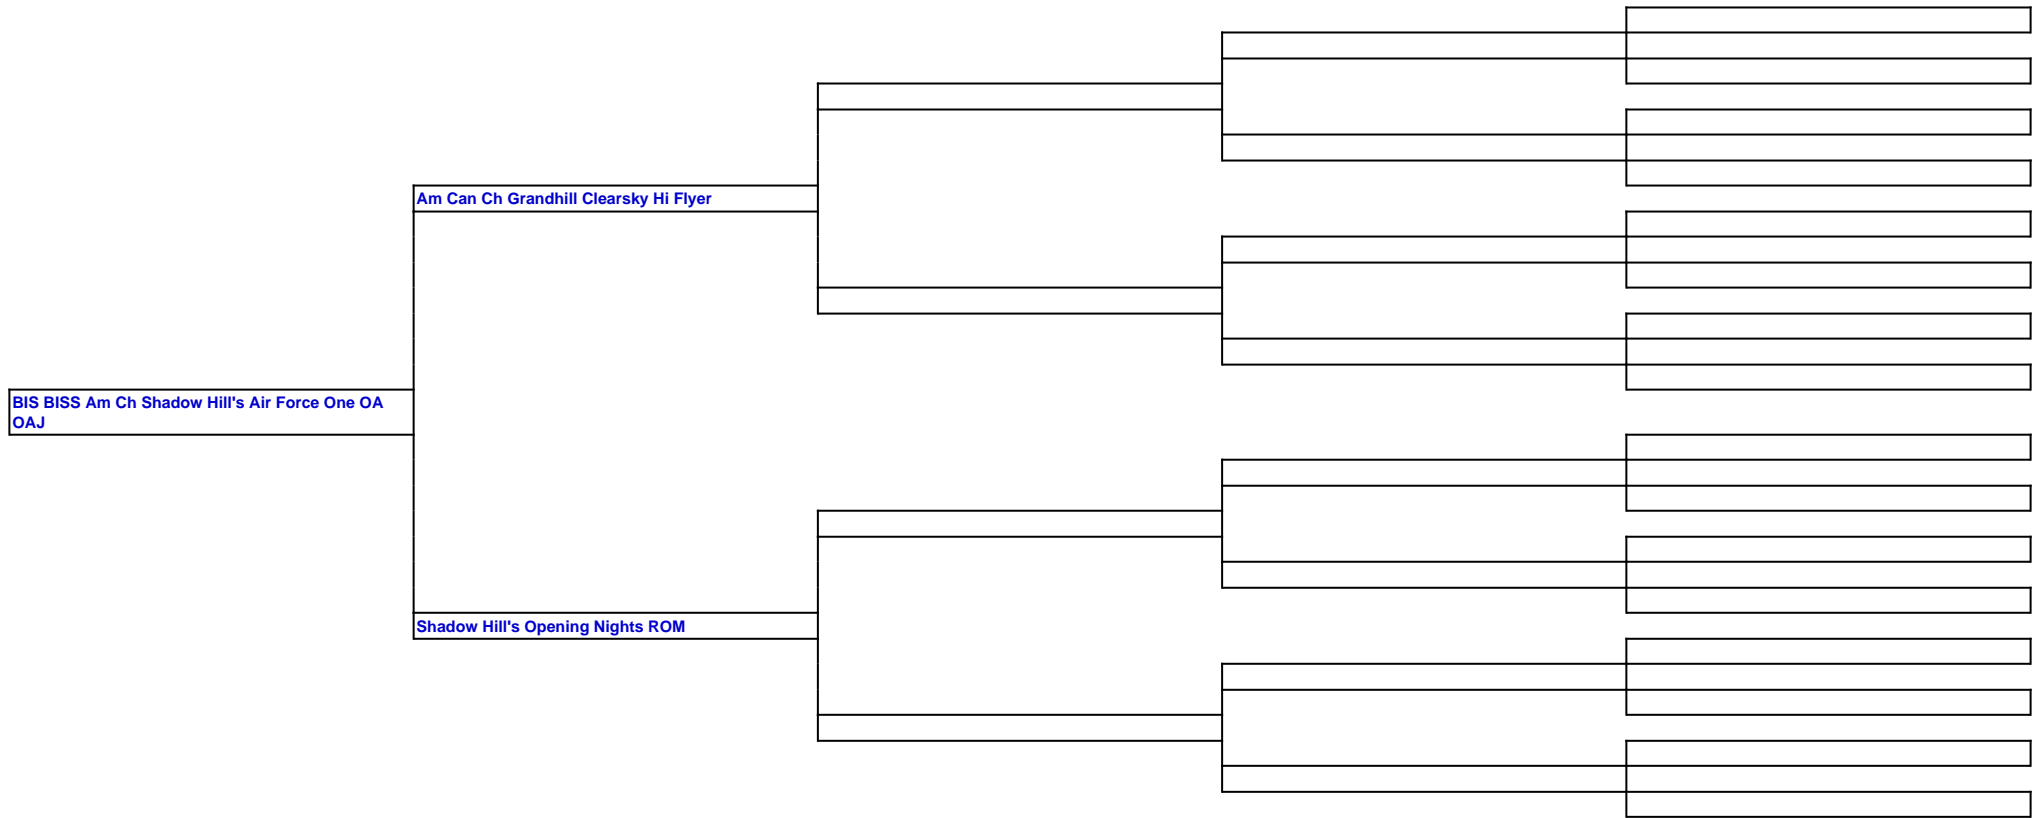 Am Can Ch Grandhill Clearsky Hi Flyer
BIS BISS Am Ch Shadow Hill's Air Force One OA
OAJ
Shadow Hill's Opening Nights ROM